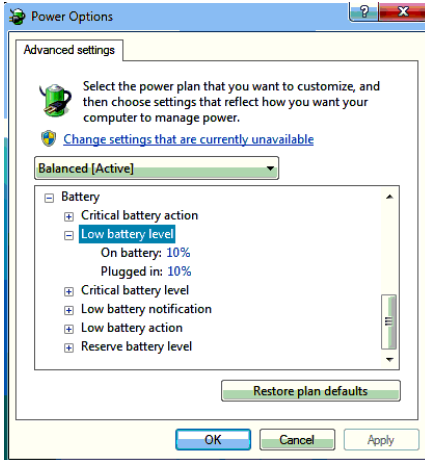 Power Options
Advanced settings
Select the power plan that you want to customize, and
then choose settings that reflect how you want your
computer to manage power.
Change settings that are currently unavailable
Balanced [Active]
Battery
Critical battery action
Low battery level
On battery: 10%
Plugged in: 10%
Critical battery level
Low battery notification
Low battery action
Reserve battery level
Restore plan defaults
OK Cancel Apply